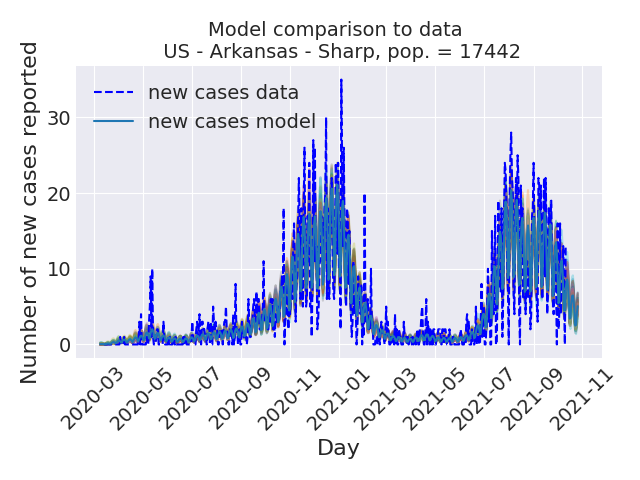 Model comparison to data
US - Arkansas - Sharp, pop. = 17442
Number of new cases reported
new cases data
new cases model
30
20
10
0
2020-03
2020-05
2020-07
2020-09
2020-11
2021-01
2021-03
2021-05
2021-07
2021-09
2021-11
Day